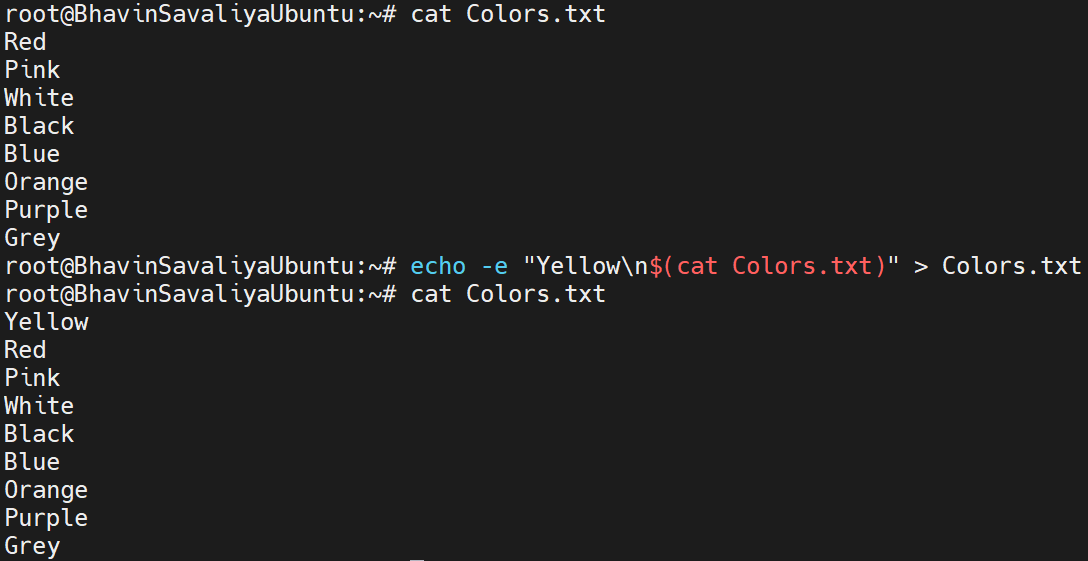 root@BhavinSavaliyaUbuntu:~# cat Colors.txt
Red
Pink
White
Black
Blue
Orange
Purple
Grey
root@BhavinSavaliyaUbuntu:~# echo -e "Yellow\n$(cat Colors.txt)" > Colors.txt
root@BhavinSavaliyaUbuntu:~# cat Colors.txt
Yellow
Red
Pink
White
Black
Blue
Orange
Purple
Grey